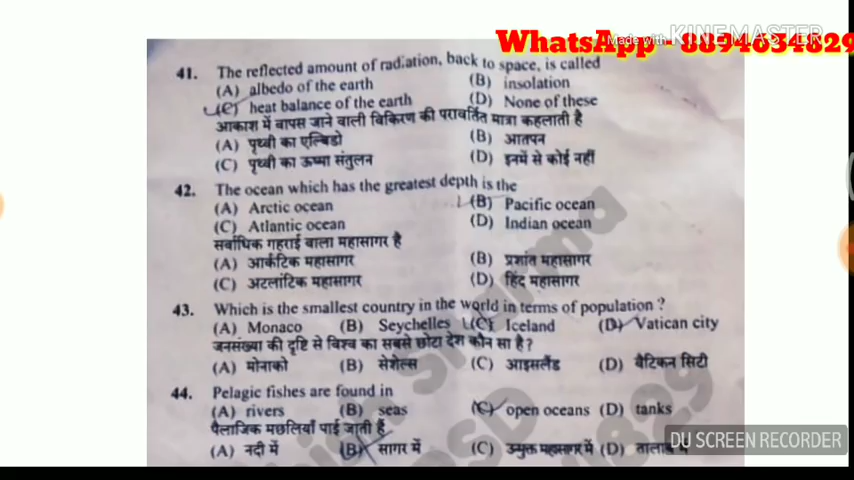 Made with KINEMASTER
WhatsApp - 8894634829
41. The reflected amount of radiation, back to space, is called
(A) albedo of the earth (B) insolation
(C) heat balance of the earth (D) None of these
आकाश में वापस जाने वाली विकिरण की परावर्तित मात्रा कहलाती है
(A) पृथ्वी का एल्बिडो (B) आतपन
(C) पृथ्वी का ऊष्मा संतुलन (D) इनमें से कोई नहीं
42. The ocean which has the greatest depth is the
(A) Arctic ocean (B) Pacific ocean
(C) Atlantic ocean (D) Indian ocean
सर्वाधिक गहराई वाला महासागर है
(A) आर्कटिक महासागर (B) प्रशांत महासागर
(C) अटलांटिक महासागर (D) हिंद महासागर
43. Which is the smallest country in the world in terms of population ?
(A) Monaco (B) Seychelles (C) Iceland (D) Vatican city
जनसंख्या की दृष्टि से विश्व का सबसे छोटा देश कौन सा है ?
(A) मोनाको (B) सेशेल्स (C) आइसलैंड (D) वैटिकन सिटी
44. Pelagic fishes are found in
(A) rivers (B) seas (C) open oceans (D) tanks
पैलाजिक मछलियाँ पाई जाती हैं
(A) नदी में (B) सागर में (C) उन्मुक्त महासागर में (D)
DU SCREEN RECORDER